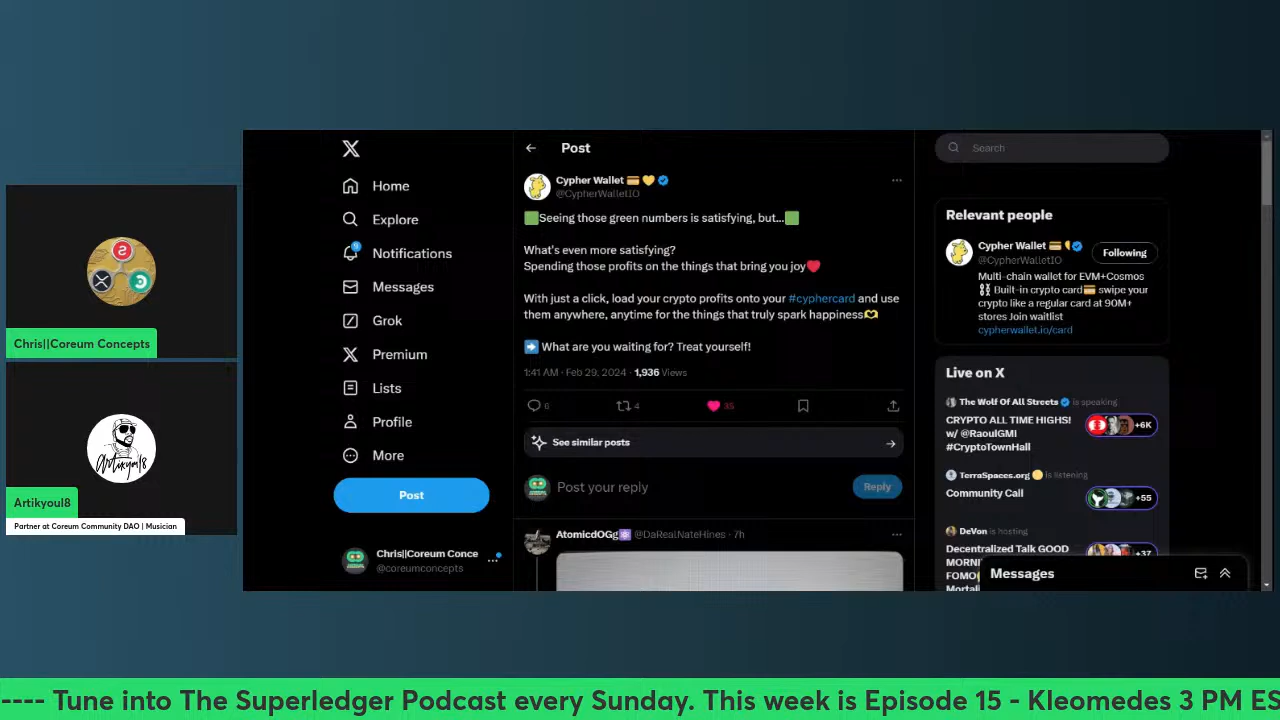 Chris||Coreum Concepts
Artikyoul8
Artikyoul8
Partner at Coreum Community DAO | Musician
Home
Explore
Notifications
Messages
Grok
Premium
Lists
Profile
More
Post
Chris||Coreum Conce
@coreumconcepts
Post
Cypher Wallet
@CypherWalletIO
Seeing those green numbers is satisfying, but...
What's even more satisfying?
Spending those profits on the things that bring you joy
With just a click, load your crypto profits onto your #cyphercard and use
them anywhere, anytime for the things that truly spark happiness
What are you waiting for? Treat yourself!
1:41 AM · Feb 29, 2024 · 1,936 Views
6
4
35
See similar posts
Post your reply
Reply
AtomicdOGg @DaRealNateHines · 7h
Search
Relevant people
Cypher Wallet
@CypherWalletIO
Following
Multi-chain wallet for EVM+Cosmos
Built-in crypto card swipe
your crypto like a regular card at 90M+
stores Join waitlist
cypherwallet.io/card
Live on X
The Wolf Of All Streets is speaking
CRYPTO ALL TIME HIGHS!
w/ @RaoulGMI
#CryptoTownHall
+6K
TerraSpaces.org is listening
Community Call
+55
DeVon is hosting
Decentralized Talk GOOD
MORNI
FOMO
Mortal
+37
Messages
---- Tune into The Superledger Podcast every Sunday. This week is Episode 15 - Kleomedes 3 PM ES